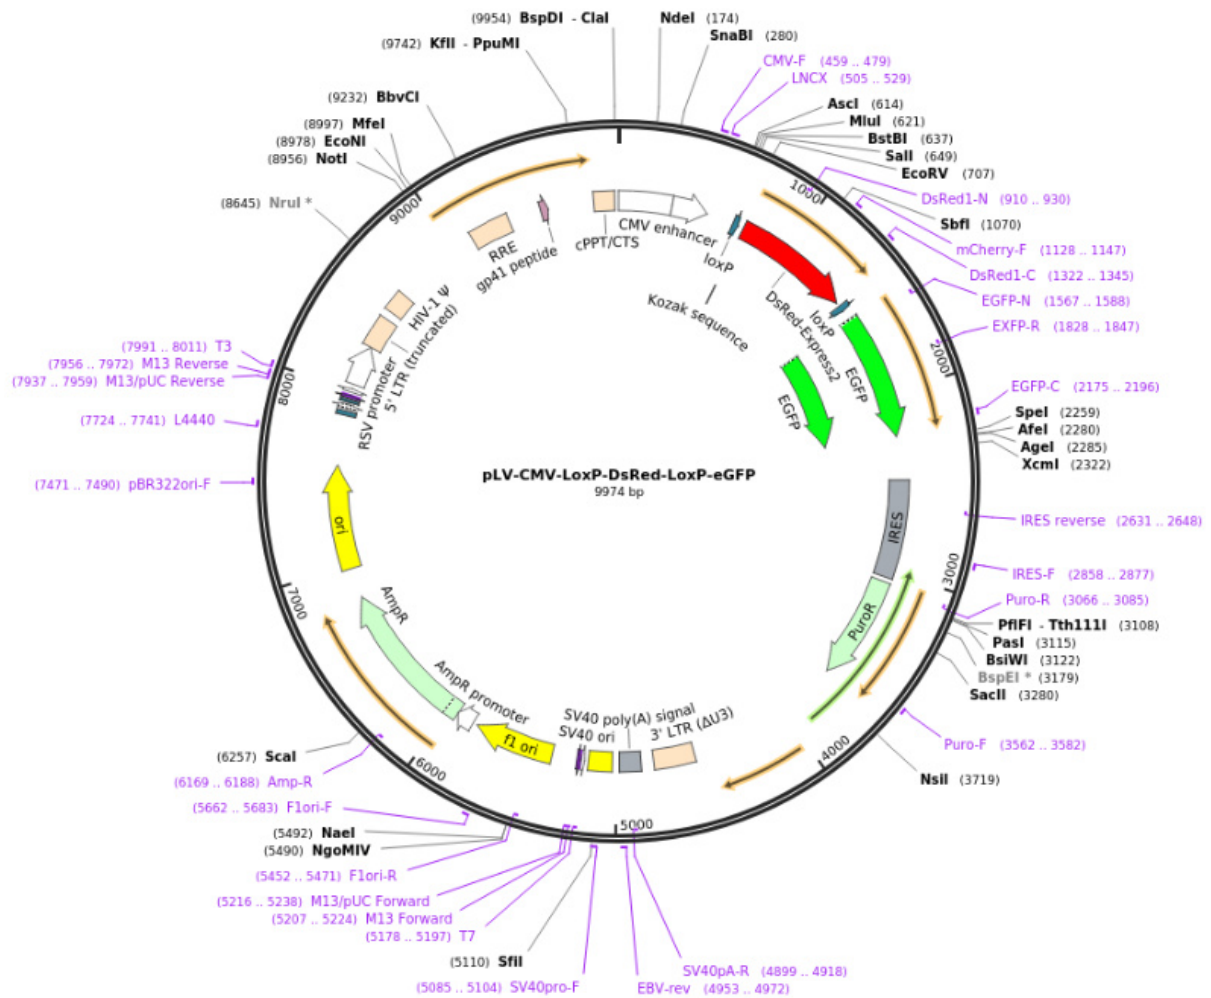 (9954) BspDI - ClaI
NdeI (174)
(9742) KflI - PpuMI
SnaBI (280)
CMV-F (459 .. 479)
LNCX (505 .. 529)
(9232) BbvCI
AscI (614)
(8997) MfeI
MluI (621)
(8978) EcoNI
BstBI (637)
(8956) NotI
SalI (649)
EcoRV (707)
DsRed1-N (910 .. 930)
(8645) NruI *
SbfI (1070)
mCherry-F (1128 .. 1147)
DsRed1-C (1322 .. 1345)
EGFP-N (1567 .. 1588)
EXFP-R (1828 .. 1847)
(7991 .. 8011) T3
(7956 .. 7972) M13 Reverse
(7937 .. 7959) M13/pUC Reverse
EGFP-C (2175 .. 2196)
(7724 .. 7741) L4440
SpeI (2259)
AfeI (2280)
AgeI (2285)
XcmI (2322)
(7471 .. 7490) pBR322ori-F
IRES reverse (2631 .. 2648)
IRES-F (2858 .. 2877)
Puro-R (3066 .. 3085)
PflFI - Tth111I (3108)
PasI (3115)
BsiWI (3122)
BspEI * (3179)
SacII (3280)
Puro-F (3562 .. 3582)
NsiI (3719)
(6257) ScaI
(6169 .. 6188) Amp-R
(5662 .. 5683) F1ori-F
(5492) NaeI
(5490) NgoMIV
(5452 .. 5471) F1ori-R
(5216 .. 5238) M13/pUC Forward
(5207 .. 5224) M13 Forward
(5178 .. 5197) T7
(5110) SfiI
(5085 .. 5104) SV40pro-F
SV40pA-R (4899 .. 4918)
EBV-rev (4953 .. 4972)
1000
2000
3000
4000
5000
6000
7000
8000
9000
RRE
gp41 peptide
cPPT/CTS
CMV enhancer
loxP
Kozak sequence
DsRed-Express2
loxP
EGFP
EGFP
HIV-1 Ψ
5' LTR (truncated)
RSV promoter
pLV-CMV-LoxP-DsRed-LoxP-eGFP
9974 bp
ori
IRES
PuroR
AmpR
AmpR promoter
f1 ori
SV40 poly(A) signal
SV40 ori
3' LTR (ΔU3)